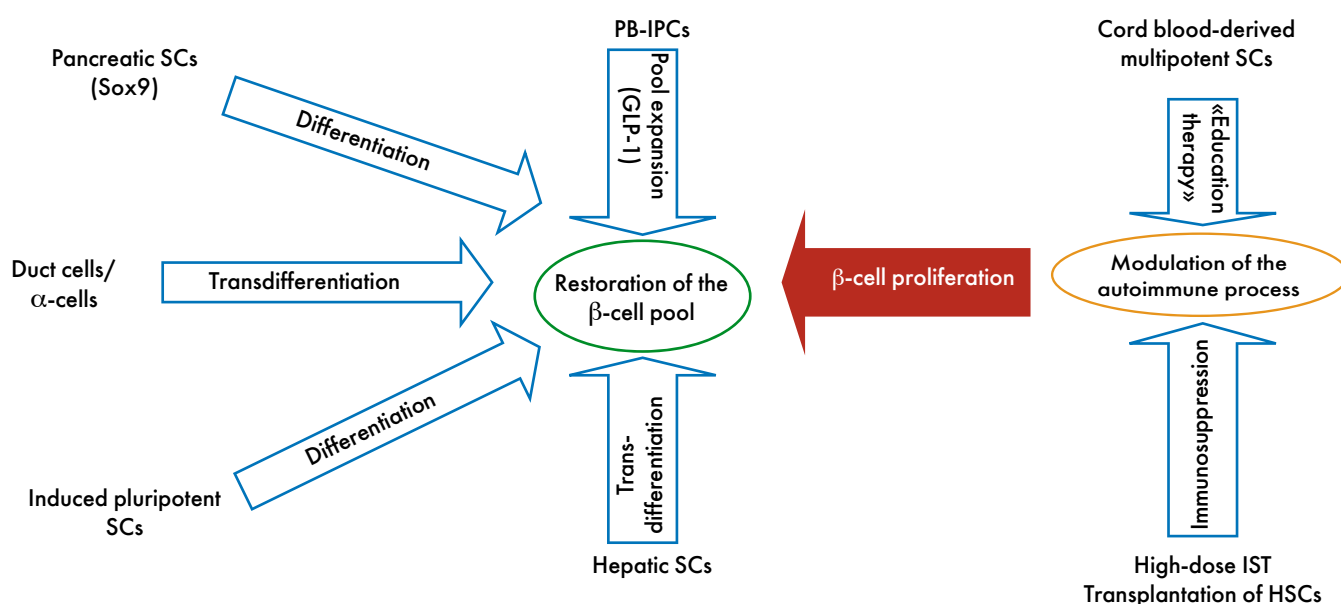 Pancreatic SCs
(Sox9)
Differentiation
Duct cells/
α-cells
Transdifferentiation
Induced pluripotent
SCs
Differentiation
PB-IPCs
Pool expansion
(GLP-1)
Restoration of the
β-cell pool
Trans-
differentiation
Hepatic SCs
β-cell proliferation
Cord blood-derived
multipotent SCs
«Education
therapy»
Modulation of the
autoimmune process
Immunosuppression
High-dose IST
Transplantation of HSCs